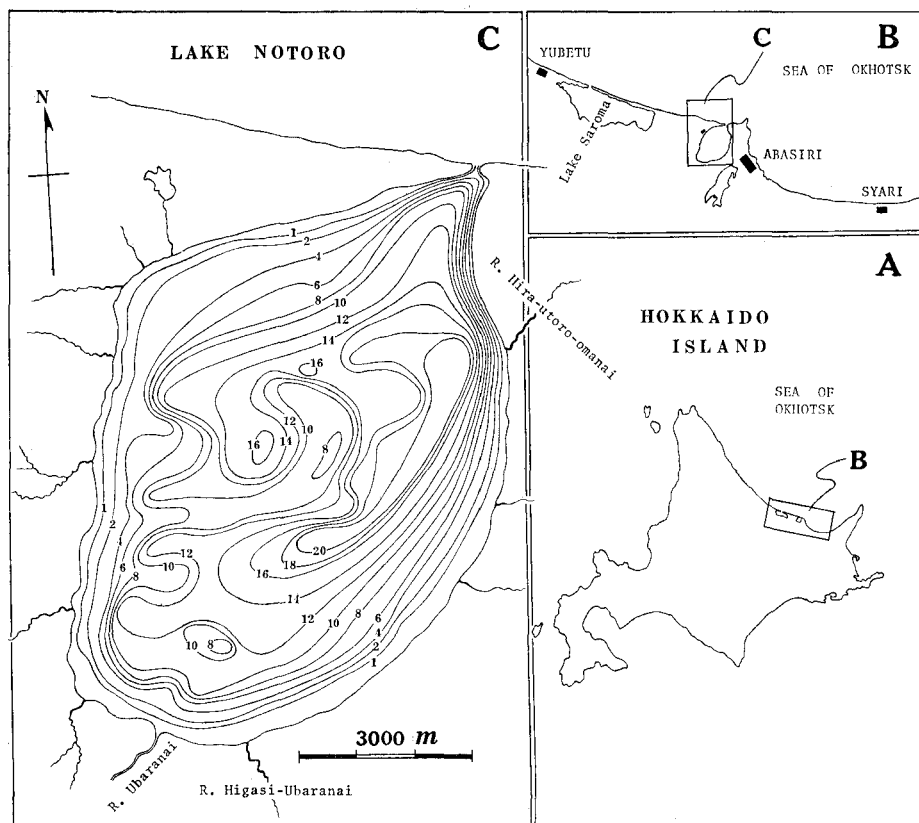 LAKE NOTORO
C
N
1
2
4
6
8
10
12
14
16
12
10
14
16
8
1
2
4
6
8
12
10
20
18
16
14
12
10
8
6
4
2
1
10
8
R. Hira-utoro-omanai
3000 m
R. Ubaranai
R. Higasi-Ubaranai
B
C
YUBETU
SEA OF OKHOTSK
Lake Saroma
ABASIRI
SYARI
A
HOKKAIDO
ISLAND
SEA OF
OKHOTSK
B